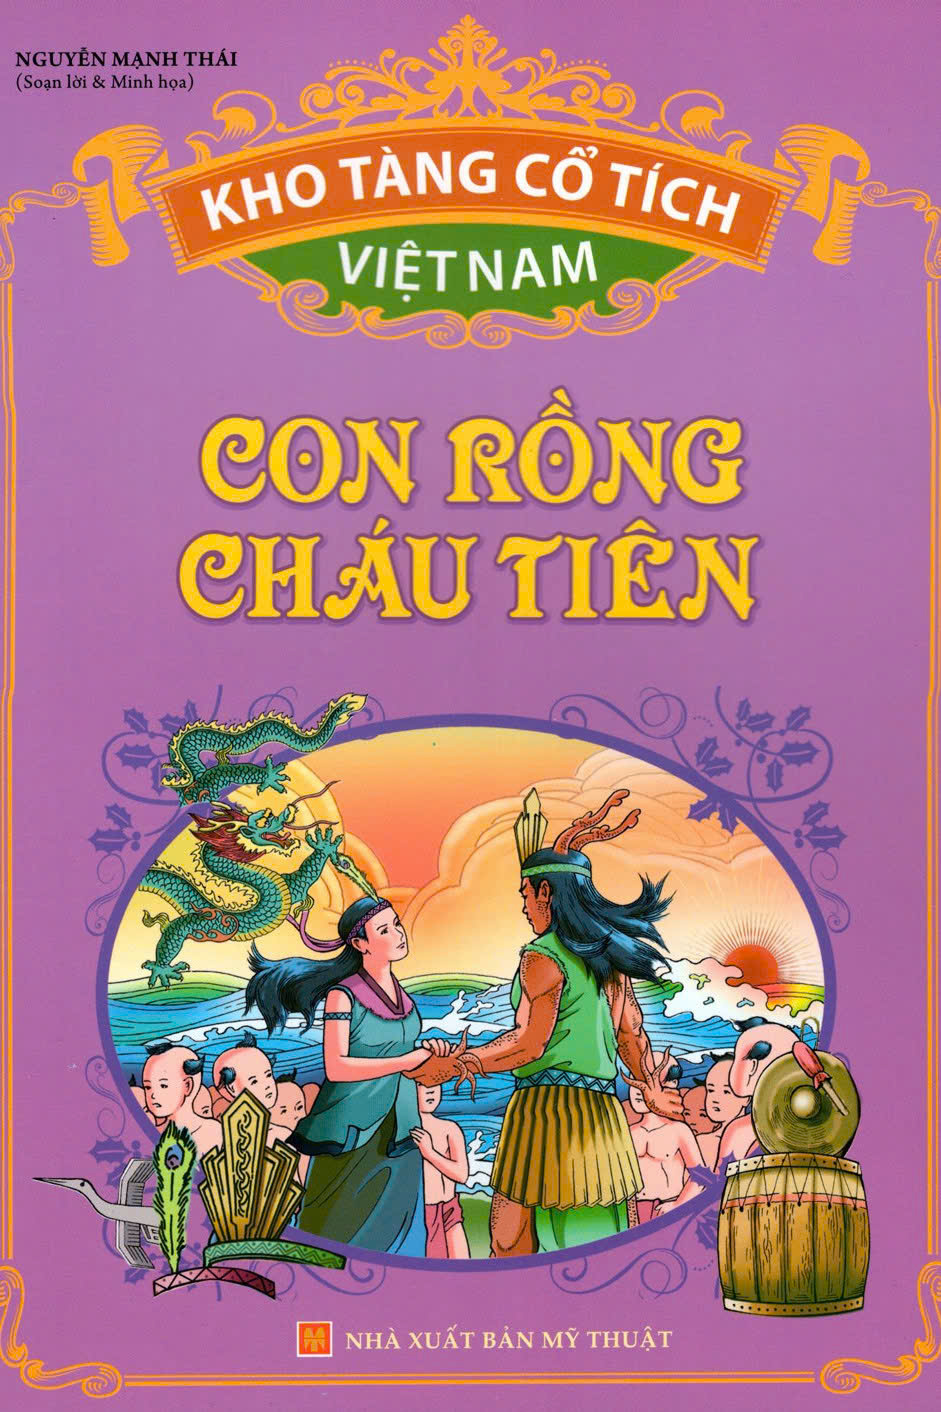 NGUYỄN MẠNH THÁI
(Soạn lời & Minh họa)
KHO TÀNG CỔ TÍCH
VIỆT NAM
CON RỒNG
CHÁU TIÊN
NHÀ XUẤT BẢN MỸ THUẬT